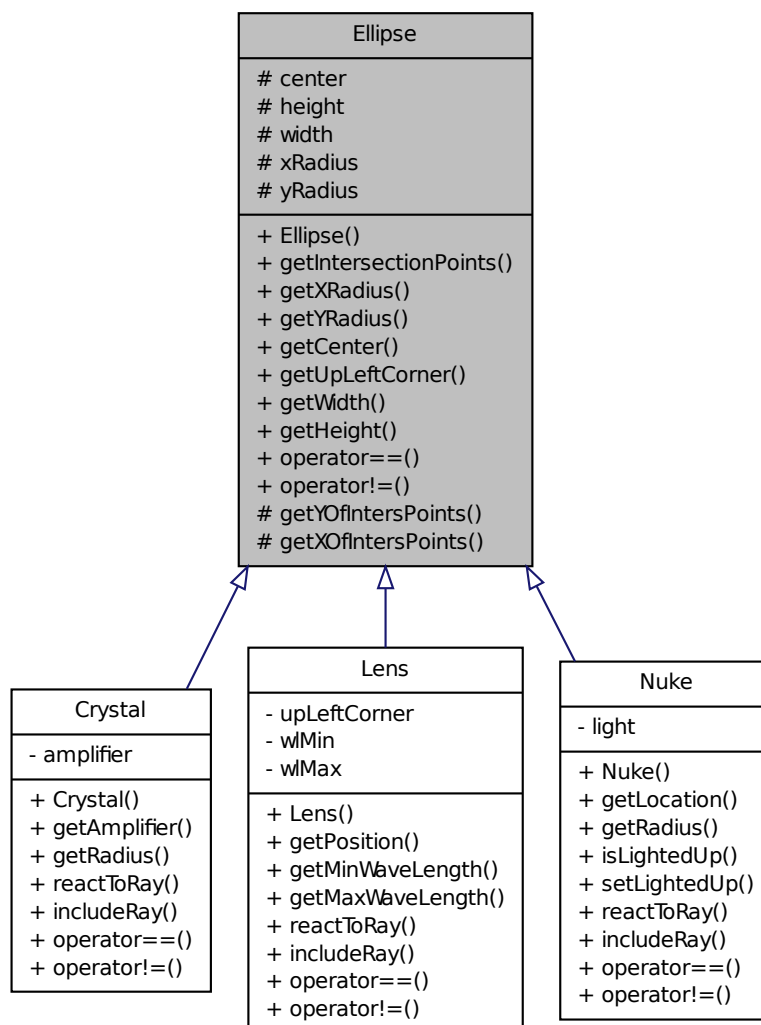 Ellipse
# center
# height
# width
# xRadius
# yRadius
+ Ellipse()
+ getIntersectionPoints()
+ getXRadius()
+ getYRadius()
+ getCenter()
+ getUpLeftCorner()
+ getWidth()
+ getHeight()
+ operator==()
+ operator!=()
# getYOfIntersPoints()
# getXOfIntersPoints()
Crystal
- amplifier
+ Crystal()
+ getAmplifier()
+ getRadius()
+ reactToRay()
+ includeRay()
+ operator==()
+ operator!=()
Lens
- upLeftCorner
- wlMin
- wlMax
+ Lens()
+ getPosition()
+ getMinWaveLength()
+ getMaxWaveLength()
+ reactToRay()
+ includeRay()
+ operator==()
+ operator!=()
Nuke
- light
+ Nuke()
+ getLocation()
+ getRadius()
+ isLightedUp()
+ setLightedUp()
+ reactToRay()
+ includeRay()
+ operator==()
+ operator!=()